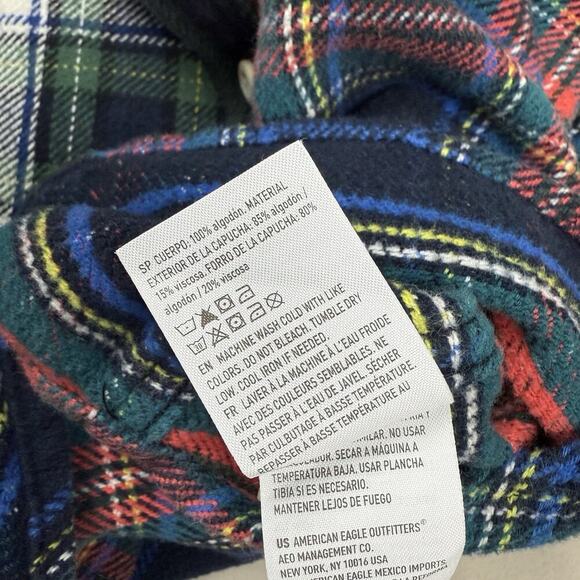 SP CUERPO: 100% algodón. MATERIAL
EXTERIOR DE LA CAPUCHA: 85% algodón /
15% viscosa. FORRO DE LA CAPUCHA: 80%
algodón / 20% viscosa
EN MACHINE WASH COLD WITH LIKE
COLORS. DO NOT BLEACH. TUMBLE DRY
LOW. COOL IRON IF NEEDED.
FR LAVER À LA MACHINE À L'EAU FROIDE
AVEC DES COULEURS SEMBLABLES. NE
PAS PASSER À L'EAU DE JAVEL. SÉCHER
PAR CULBUTAGE À BASSE TEMPÉRATURE.
REPASSER À BASSE TEMPÉRATURE AU
NO USAR
SECAR A MÁQUINA A
TEMPERATURA BAJA. USAR PLANCHA
TIBIA SI ES NECESARIO.
MANTENER LEJOS DE FUEGO
US AMERICAN EAGLE OUTFITTERS®
AEO MANAGEMENT CO.
NEW YORK, NY 10016 USA
AMERICAN EAGLE MEXICO IMPORTS